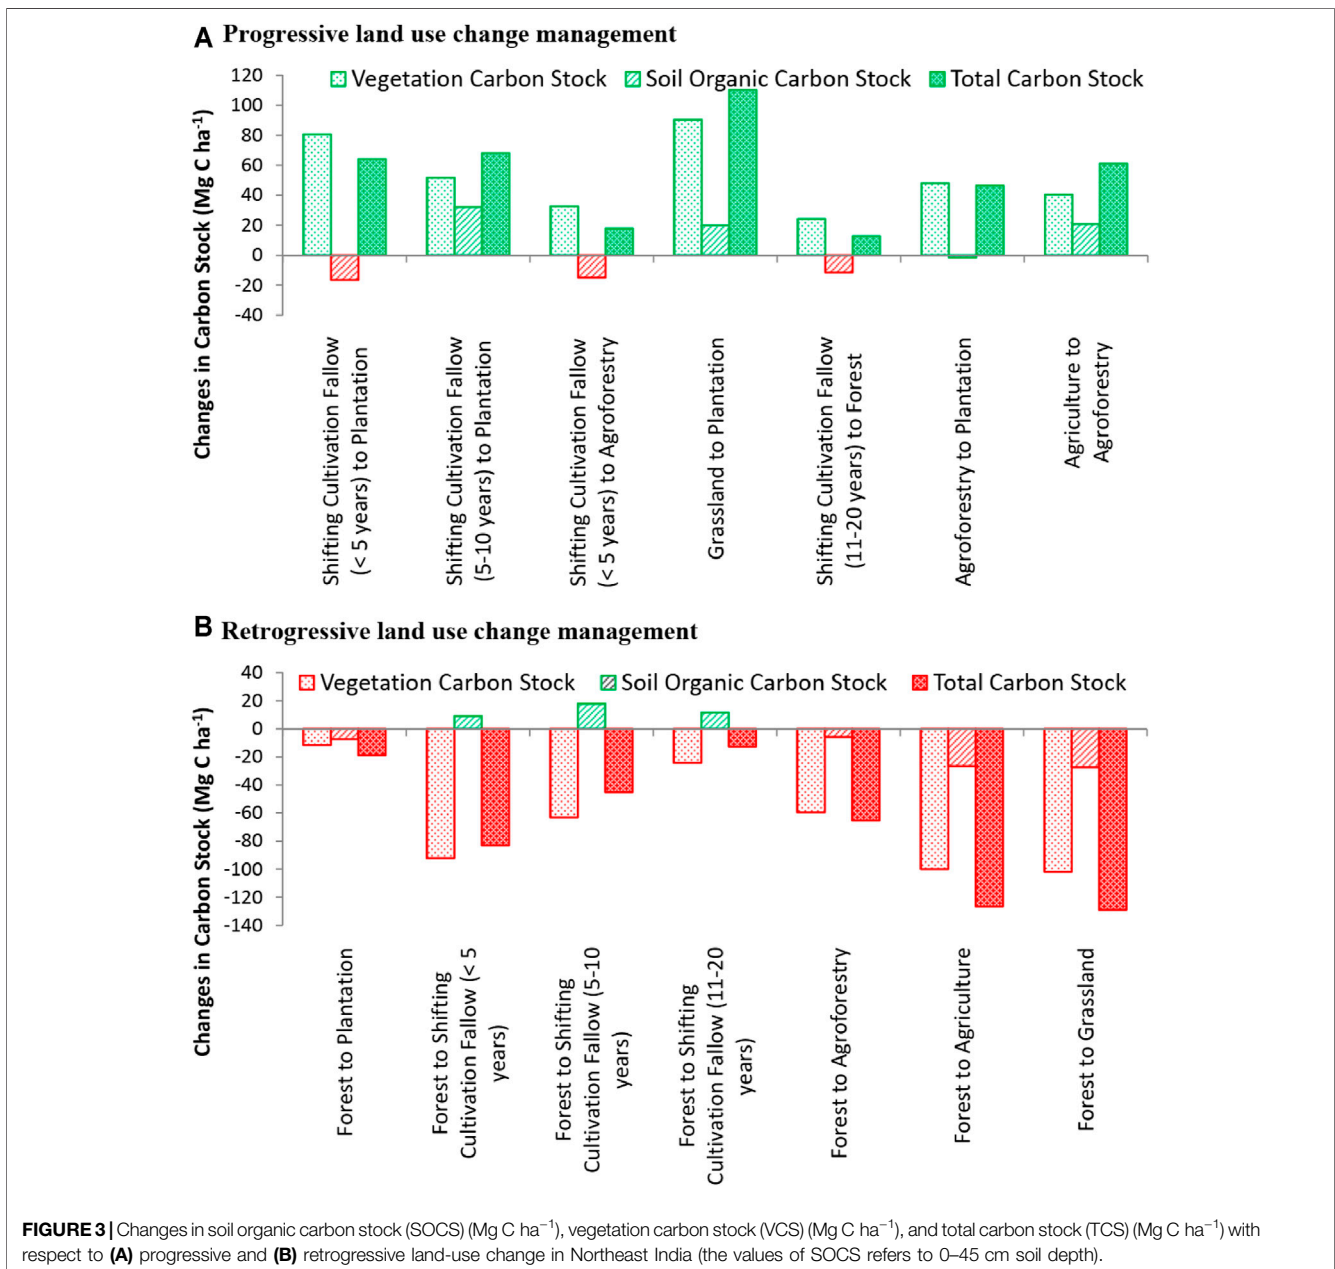 A Progressive land use change management
Vegetation Carbon Stock Soil Organic Carbon Stock Total Carbon Stock
Changes in Carbon Stock (Mg C ha⁻¹)
120
100
80
60
40
20
0
-20
-40
Shifting Cultivation Fallow
(< 5 years) to Plantation
Shifting Cultivation Fallow
(5-10 years) to Plantation
Shifting Cultivation Fallow
(< 5 years) to Agroforestry
Grassland to Plantation
Shifting Cultivation Fallow
(11-20 years) to Forest
Agroforestry to Plantation
Agriculture to
Agroforestry
B Retrogressive land use change management
Vegetation Carbon Stock Soil Organic Carbon Stock Total Carbon Stock
Changes in Carbon Stock (Mg C ha⁻¹)
40
20
0
-20
-40
-60
-80
-100
-120
-140
Forest to Plantation
Forest to Shifting
Cultivation Fallow (< 5
years)
Forest to Shifting
Cultivation Fallow (5-10
years)
Forest to Shifting
Cultivation Fallow (11-20
years)
Forest to Agroforestry
Forest to Agriculture
Forest to Grassland
FIGURE 3 | Changes in soil organic carbon stock (SOCS) (Mg C ha⁻¹), vegetation carbon stock (VCS) (Mg C ha⁻¹), and total carbon stock (TCS) (Mg C ha⁻¹) with
respect to (A) progressive and (B) retrogressive land-use change in Northeast India (the values of SOCS refers to 0–45 cm soil depth).